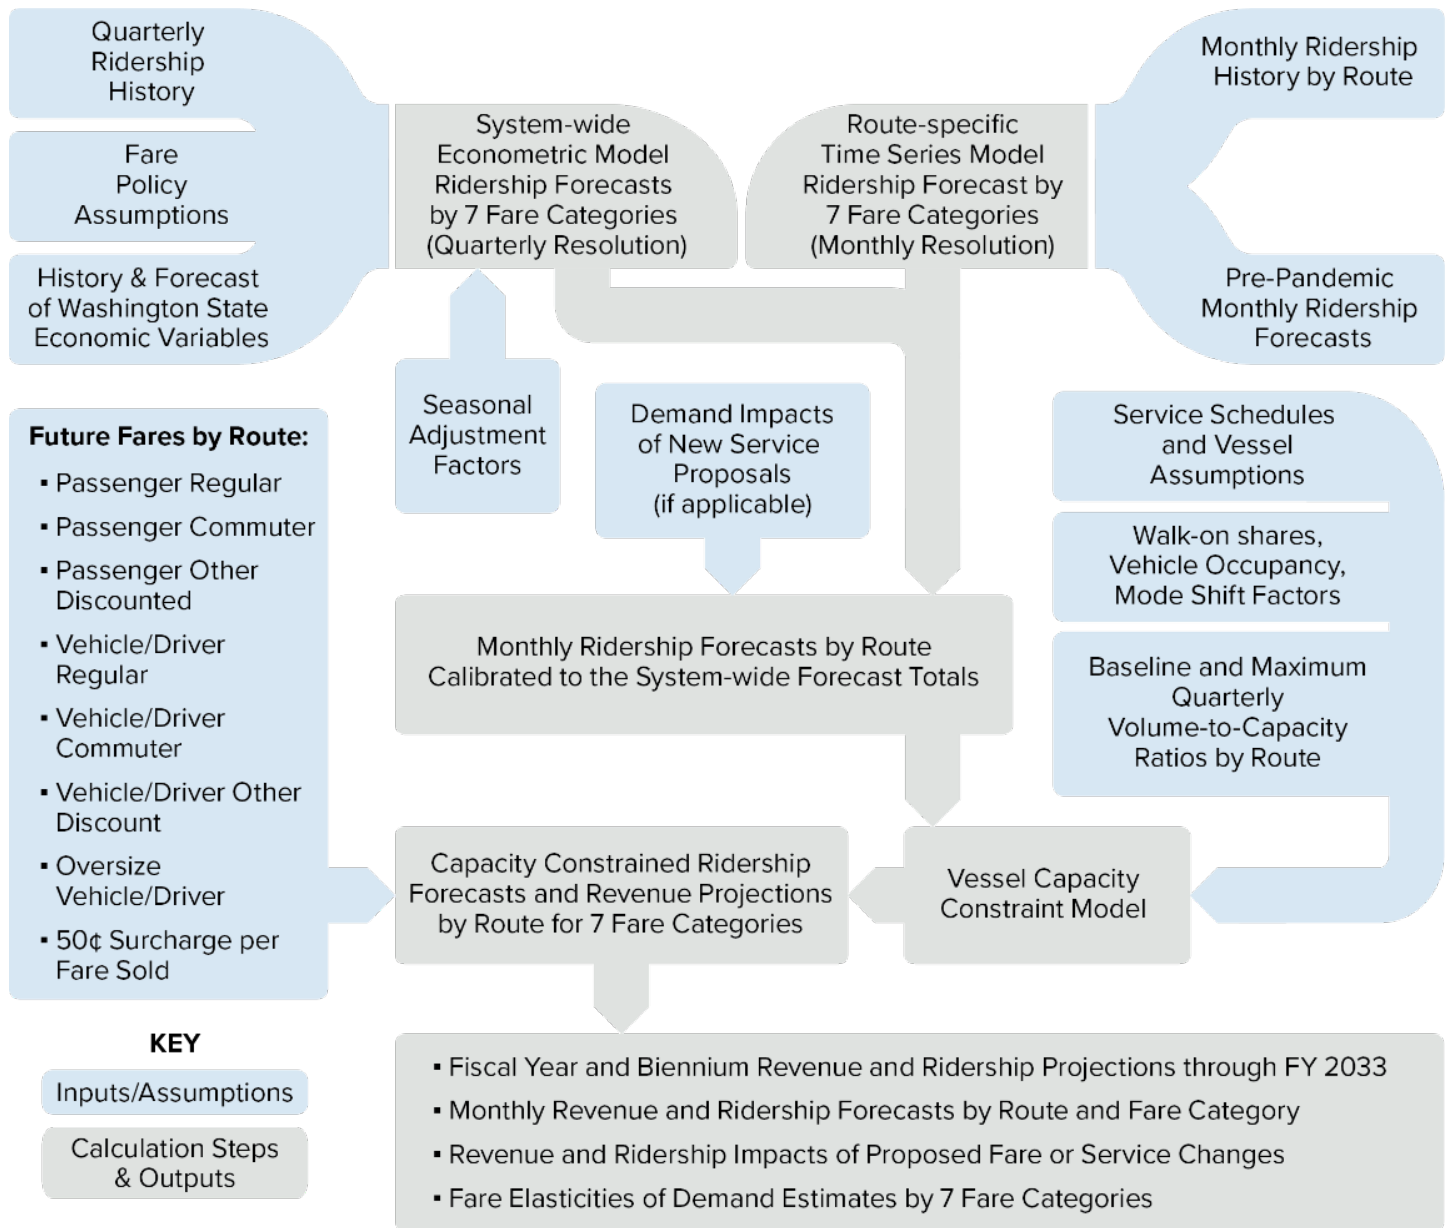 Quarterly
Ridership
History
Fare
Policy
Assumptions
History & Forecast
of Washington State
Economic Variables
System-wide
Econometric Model
Ridership Forecasts
by 7 Fare Categories
(Quarterly Resolution)
Route-specific
Time Series Model
Ridership Forecast by
7 Fare Categories
(Monthly Resolution)
Monthly Ridership
History by Route
Pre-Pandemic
Monthly Ridership
Forecasts
Seasonal
Adjustment
Factors
Demand Impacts
of New Service
Proposals
(if applicable)
Service Schedules
and Vessel
Assumptions
Walk-on shares,
Vehicle Occupancy,
Mode Shift Factors
Baseline and Maximum
Quarterly
Volume-to-Capacity
Ratios by Route
Future Fares by Route:
▪ Passenger Regular
▪ Passenger Commuter
▪ Passenger Other
Discounted
▪ Vehicle/Driver
Regular
▪ Vehicle/Driver
Commuter
▪ Vehicle/Driver Other
Discount
▪ Oversize
Vehicle/Driver
▪ 50¢ Surcharge per
Fare Sold
Monthly Ridership Forecasts by Route
Calibrated to the System-wide Forecast Totals
Capacity Constrained Ridership
Forecasts and Revenue Projections
by Route for 7 Fare Categories
Vessel Capacity
Constraint Model
▪ Fiscal Year and Biennium Revenue and Ridership Projections through FY 2033
▪ Monthly Revenue and Ridership Forecasts by Route and Fare Category
▪ Revenue and Ridership Impacts of Proposed Fare or Service Changes
▪ Fare Elasticities of Demand Estimates by 7 Fare Categories
KEY
Inputs/Assumptions
Calculation Steps
& Outputs